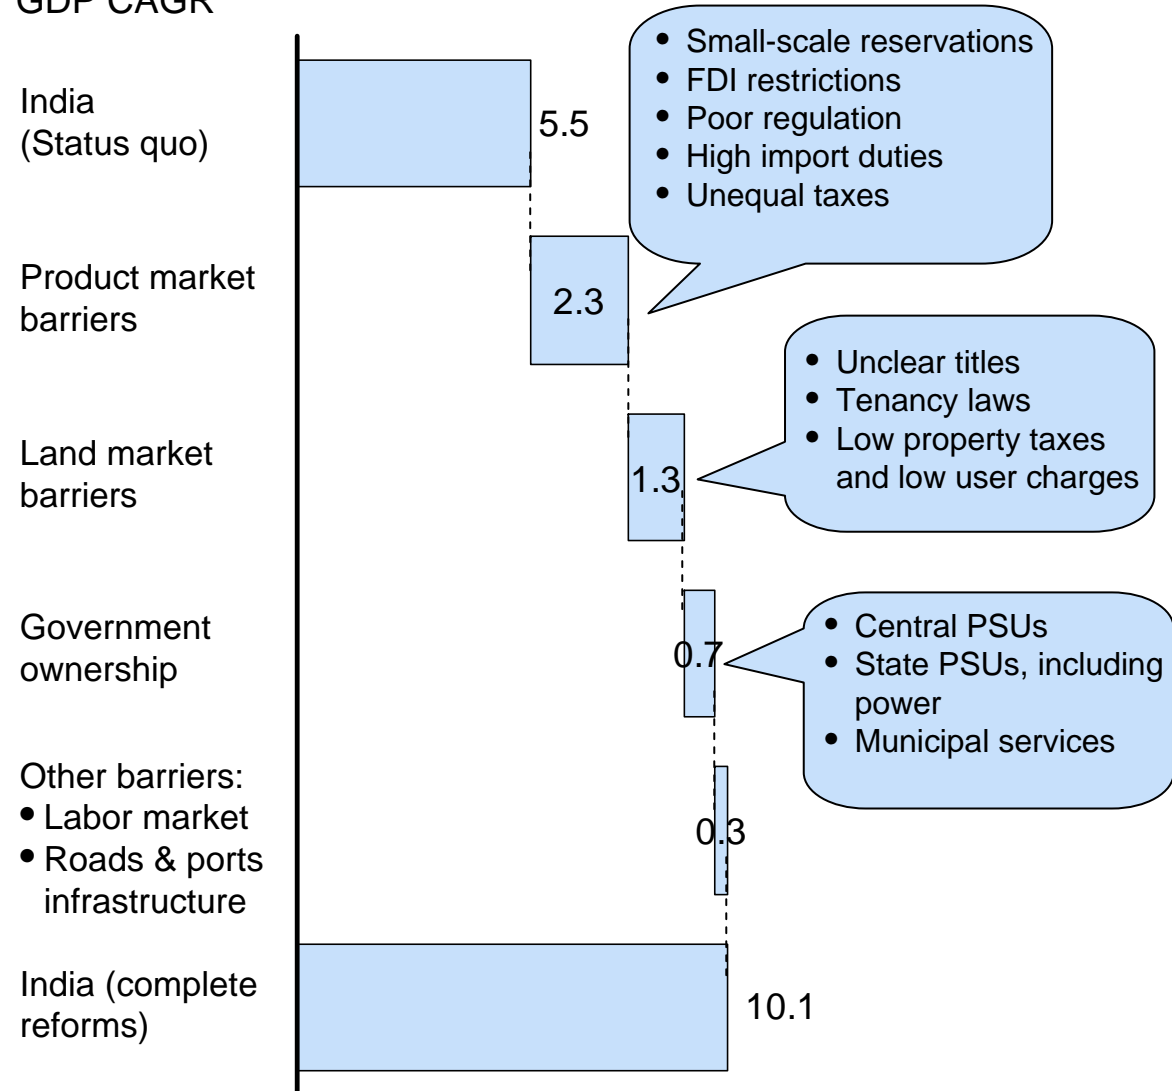 GDP CAGR
India
(Status quo)
5.5
• Small-scale reservations
• FDI restrictions
• Poor regulation
• High import duties
• Unequal taxes
Product market
barriers
2.3
Land market
barriers
1.3
• Unclear titles
• Tenancy laws
• Low property taxes
and low user charges
Government
ownership
0.7
• Central PSUs
• State PSUs, including
power
• Municipal services
Other barriers:
• Labor market
• Roads & ports
infrastructure
0.3
India (complete
reforms)
10.1